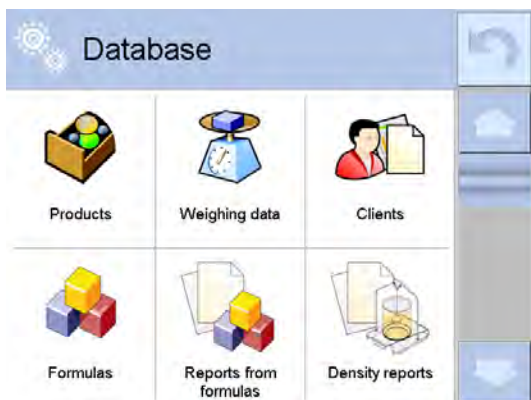 Database
Products
Weighing data
Clients
Formulas
Reports from
formulas
Density reports